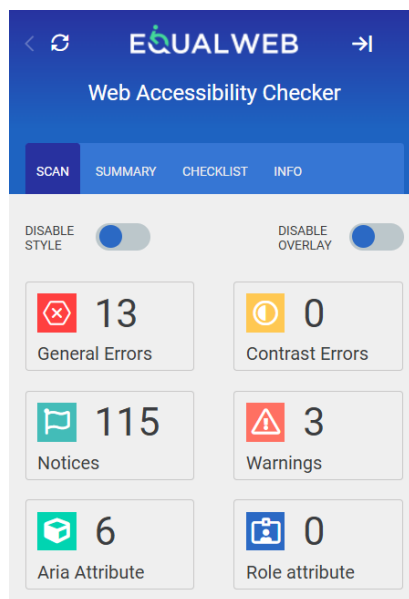 EQUALWEB
Web Accessibility Checker
SCAN SUMMARY CHECKLIST INFO
DISABLE STYLE
DISABLE OVERLAY
13
General Errors
0
Contrast Errors
115
Notices
3
Warnings
6
Aria Attribute
0
Role attribute